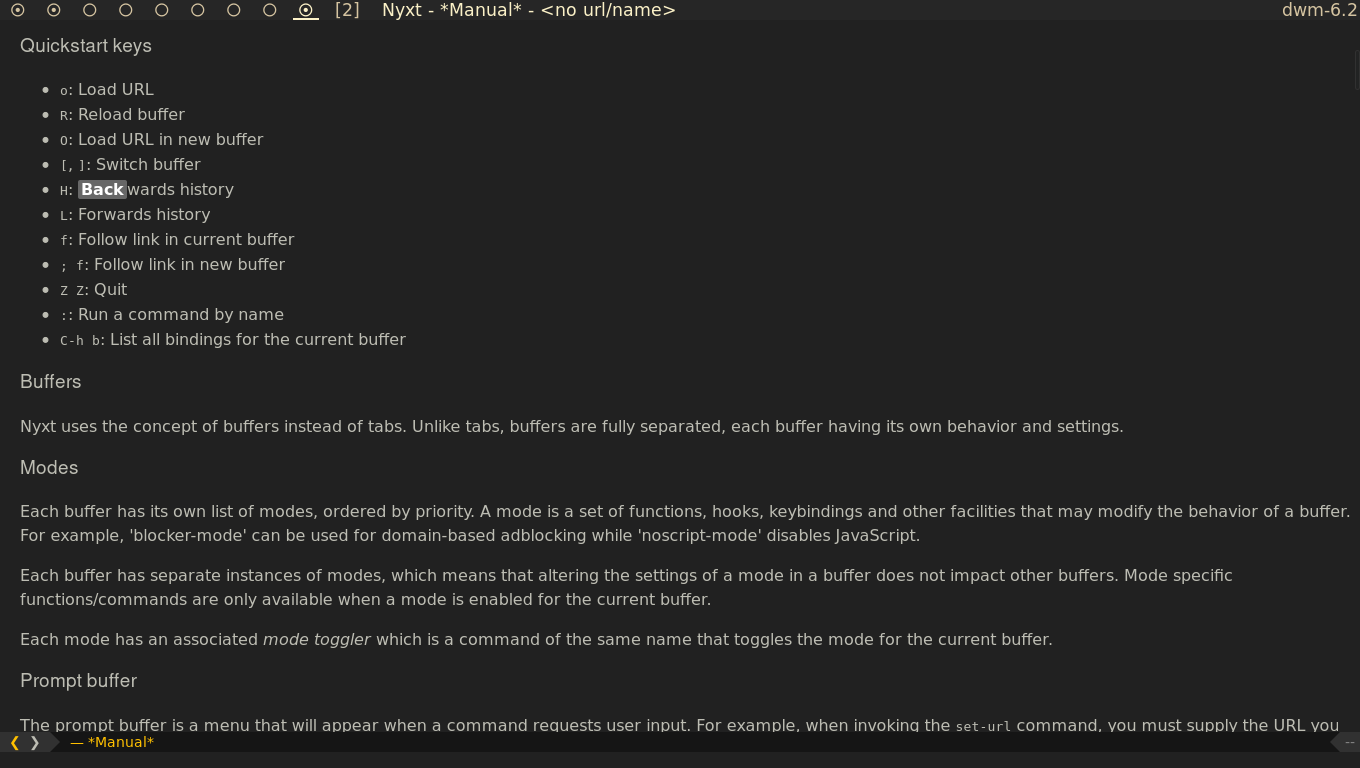 [2] Nyxt - *Manual* - <no url/name> dwm-6.2
Quickstart keys
• o: Load URL
• R: Reload buffer
• O: Load URL in new buffer
• [, ]: Switch buffer
• H: Backwards history
• L: Forwards history
• f: Follow link in current buffer
• ; f: Follow link in new buffer
• Z Z: Quit
• :: Run a command by name
• C-h b: List all bindings for the current buffer
Buffers
Nyxt uses the concept of buffers instead of tabs. Unlike tabs, buffers are fully separated, each buffer having its own behavior and settings.
Modes
Each buffer has its own list of modes, ordered by priority. A mode is a set of functions, hooks, keybindings and other facilities that may modify the behavior of a buffer.
For example, 'blocker-mode' can be used for domain-based adblocking while 'noscript-mode' disables JavaScript.
Each buffer has separate instances of modes, which means that altering the settings of a mode in a buffer does not impact other buffers. Mode specific
functions/commands are only available when a mode is enabled for the current buffer.
Each mode has an associated mode toggler which is a command of the same name that toggles the mode for the current buffer.
Prompt buffer
The prompt buffer is a menu that will appear when a command requests user input. For example, when invoking the set-url command, you must supply the URL you
❮ ❯ — *Manual* --